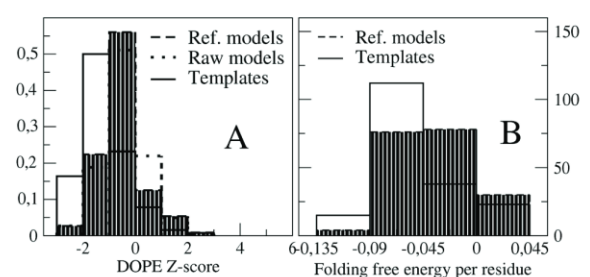 Ref. models
Raw models
Templates
A
0,5
0,4
0,3
0,2
0,1
0
-2 0 2 4 6
DOPE Z-score
Ref. models
Templates
B
150
100
50
0
-0,135 -0,09 -0,045 0 0,045
Folding free energy per residue